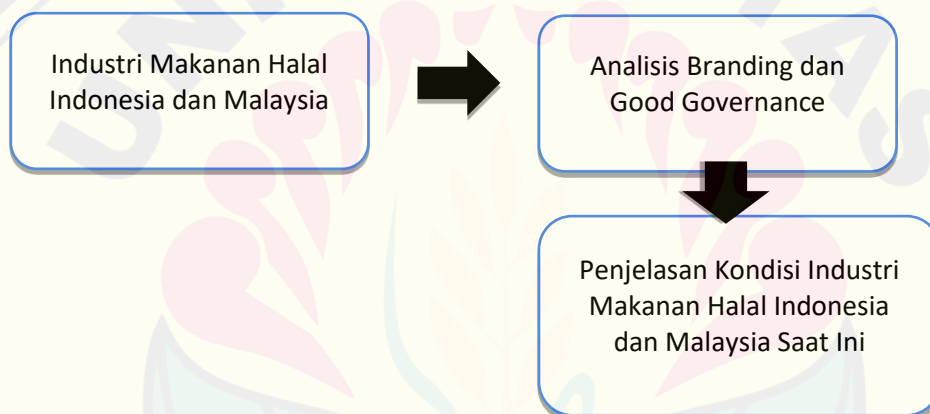 Industri Makanan Halal
Indonesia dan Malaysia
Analisis Branding dan
Good Governance
Penjelasan Kondisi Industri
Makanan Halal Indonesia
dan Malaysia Saat Ini